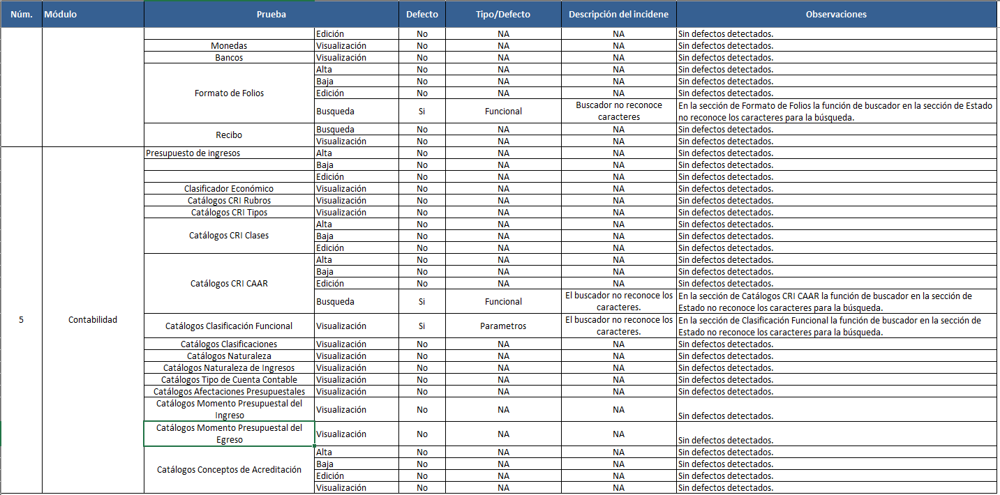 Núm. Módulo Prueba Defecto Tipo/Defecto Descripción del incidene Observaciones
Edición No NA NA Sin defectos detectados.
Monedas Visualización No NA NA Sin defectos detectados.
Bancos Visualización No NA NA Sin defectos detectados.
Formato de Folios
Alta No NA NA Sin defectos detectados.
Baja No NA NA Sin defectos detectados.
Edición No NA NA Sin defectos detectados.
Busqueda Si Funcional
Buscador no reconoce
caracteres
En la sección de Formato de Folios la función de buscador en la sección de Estado
no reconoce los caracteres para la búsqueda.
Recibo
Busqueda No NA NA Sin defectos detectados.
Visualización No NA NA Sin defectos detectados.
5 Contabilidad
Presupuesto de ingresos Alta No NA NA Sin defectos detectados.
Baja No NA NA Sin defectos detectados.
Edición No NA NA Sin defectos detectados.
Clasificador Económico Visualización No NA NA Sin defectos detectados.
Catálogos CRI Rubros Visualización No NA NA Sin defectos detectados.
Catálogos CRI Tipos Visualización No NA NA Sin defectos detectados.
Catálogos CRI Clases
Alta No NA NA Sin defectos detectados.
Baja No NA NA Sin defectos detectados.
Edición No NA NA Sin defectos detectados.
Catálogos CRI CAAR
Alta No NA NA Sin defectos detectados.
Baja No NA NA Sin defectos detectados.
Edición No NA NA Sin defectos detectados.
Busqueda Si Funcional
El buscador no reconoce los
caracteres.
En la sección de Catálogos CRI CAAR la función de buscador en la sección de
Estado no reconoce los caracteres para la búsqueda.
Catálogos Clasificación Funcional Visualización Si Parametros
El buscador no reconoce los
caracteres.
En la sección de Clasificación Funcional la función de buscador en la sección de
Estado no reconoce los caracteres para la búsqueda.
Catálogos Clasificaciones Visualización No NA NA Sin defectos detectados.
Catálogos Naturaleza Visualización No NA NA Sin defectos detectados.
Catálogos Naturaleza de Ingresos Visualización No NA NA Sin defectos detectados.
Catálogos Tipo de Cuenta Contable Visualización No NA NA Sin defectos detectados.
Catálogos Afectaciones Presupuestales Visualización No NA NA Sin defectos detectados.
Catálogos Momento Presupuestal del
Ingreso
Visualización No NA NA Sin defectos detectados.
Catálogos Momento Presupuestal del
Egreso
Visualización No NA NA Sin defectos detectados.
Catálogos Conceptos de Acreditación
Alta No NA NA Sin defectos detectados.
Baja No NA NA Sin defectos detectados.
Edición No NA NA Sin defectos detectados.
Visualización No NA NA Sin defectos detectados.